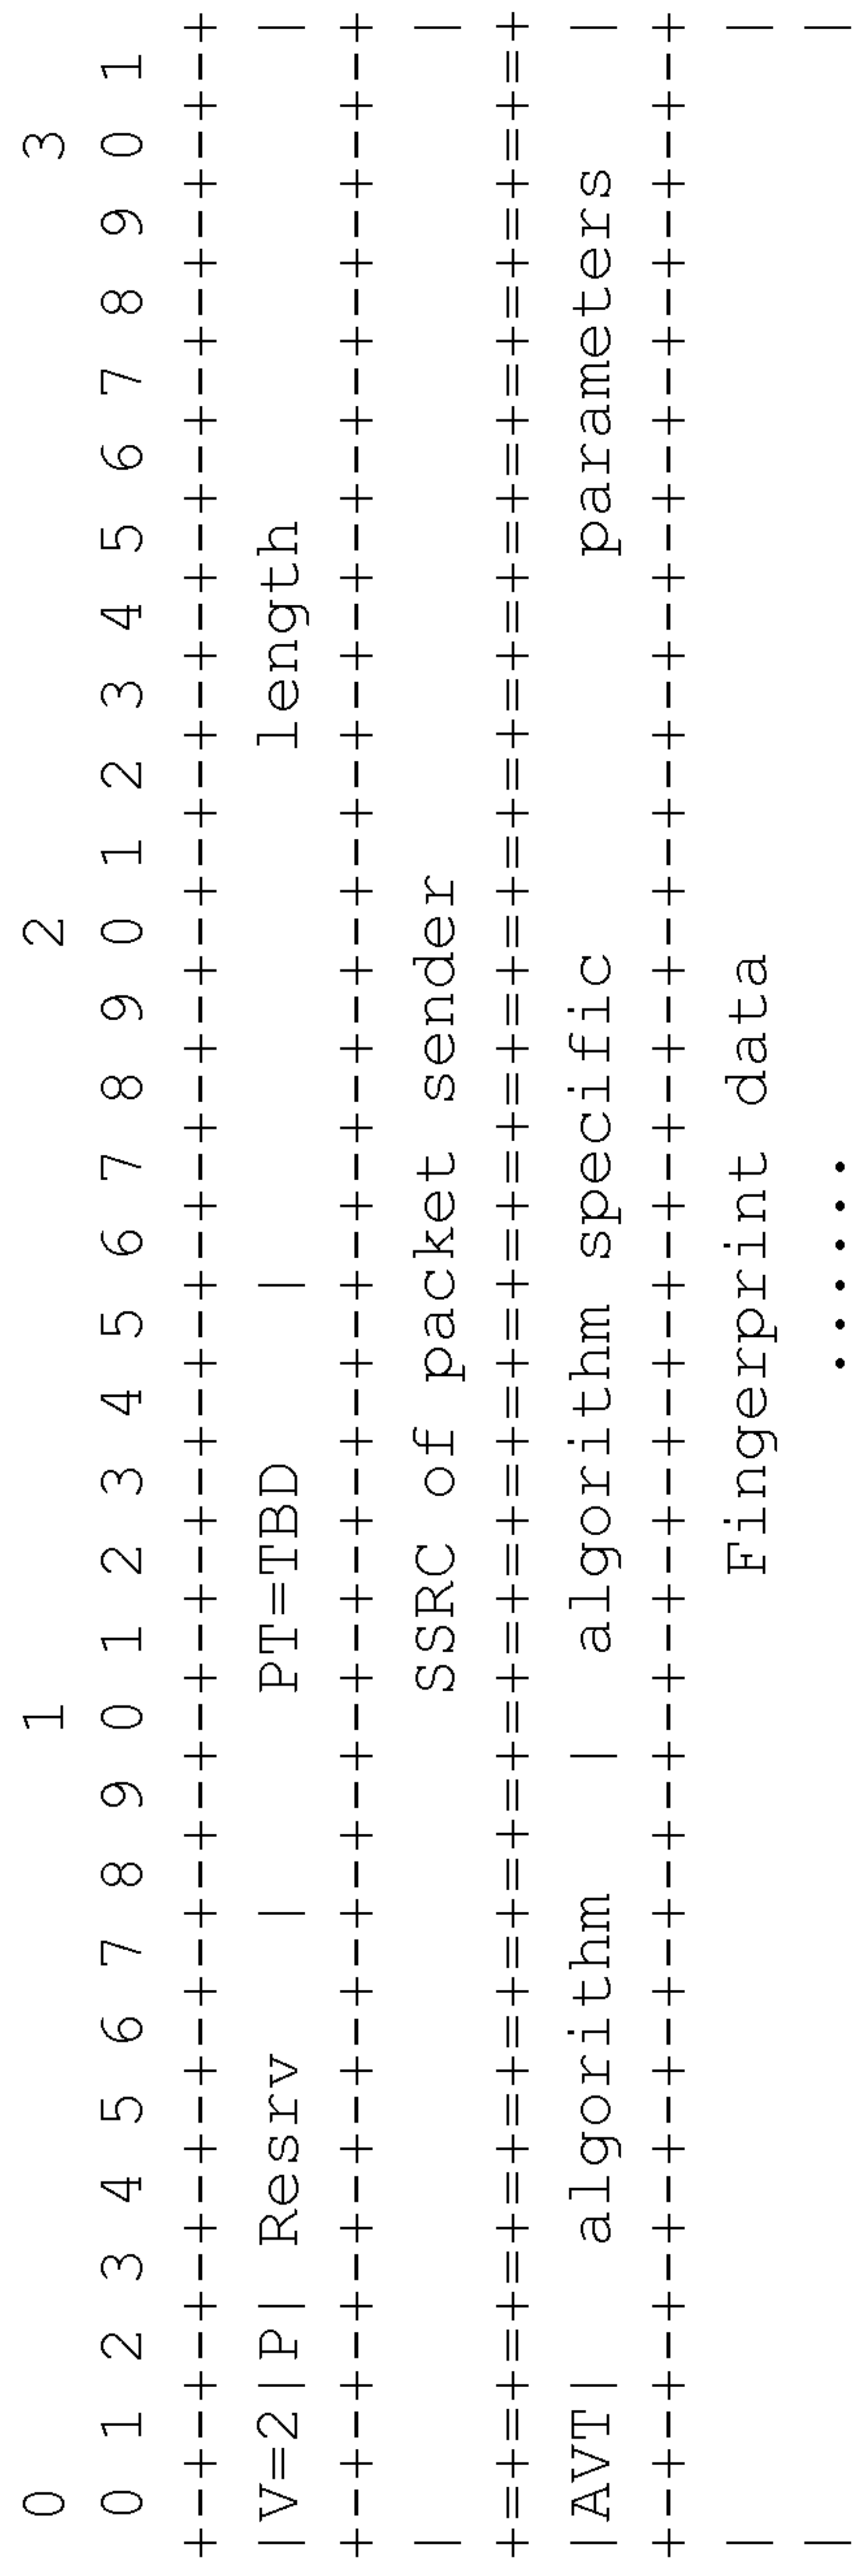 0                   1                   2                   3
 0 1 2 3 4 5 6 7 8 9 0 1 2 3 4 5 6 7 8 9 0 1 2 3 4 5 6 7 8 9 0 1
+-+-+-+-+-+-+-+-+-+-+-+-+-+-+-+-+-+-+-+-+-+-+-+-+-+-+-+-+-+-+-+-+
|V=2|P| Resrv   |     PT=TBD    |             length            |
+-+-+-+-+-+-+-+-+-+-+-+-+-+-+-+-+-+-+-+-+-+-+-+-+-+-+-+-+-+-+-+-+
|                     SSRC of packet sender                     |
+=+=+=+=+=+=+=+=+=+=+=+=+=+=+=+=+=+=+=+=+=+=+=+=+=+=+=+=+=+=+=+=+
|AVT|   algorithm   |  algorithm specific          parameters   |
+-+-+-+-+-+-+-+-+-+-+-+-+-+-+-+-+-+-+-+-+-+-+-+-+-+-+-+-+-+-+-+-+
|                        Fingerprint data                       |
|                             ......                            |